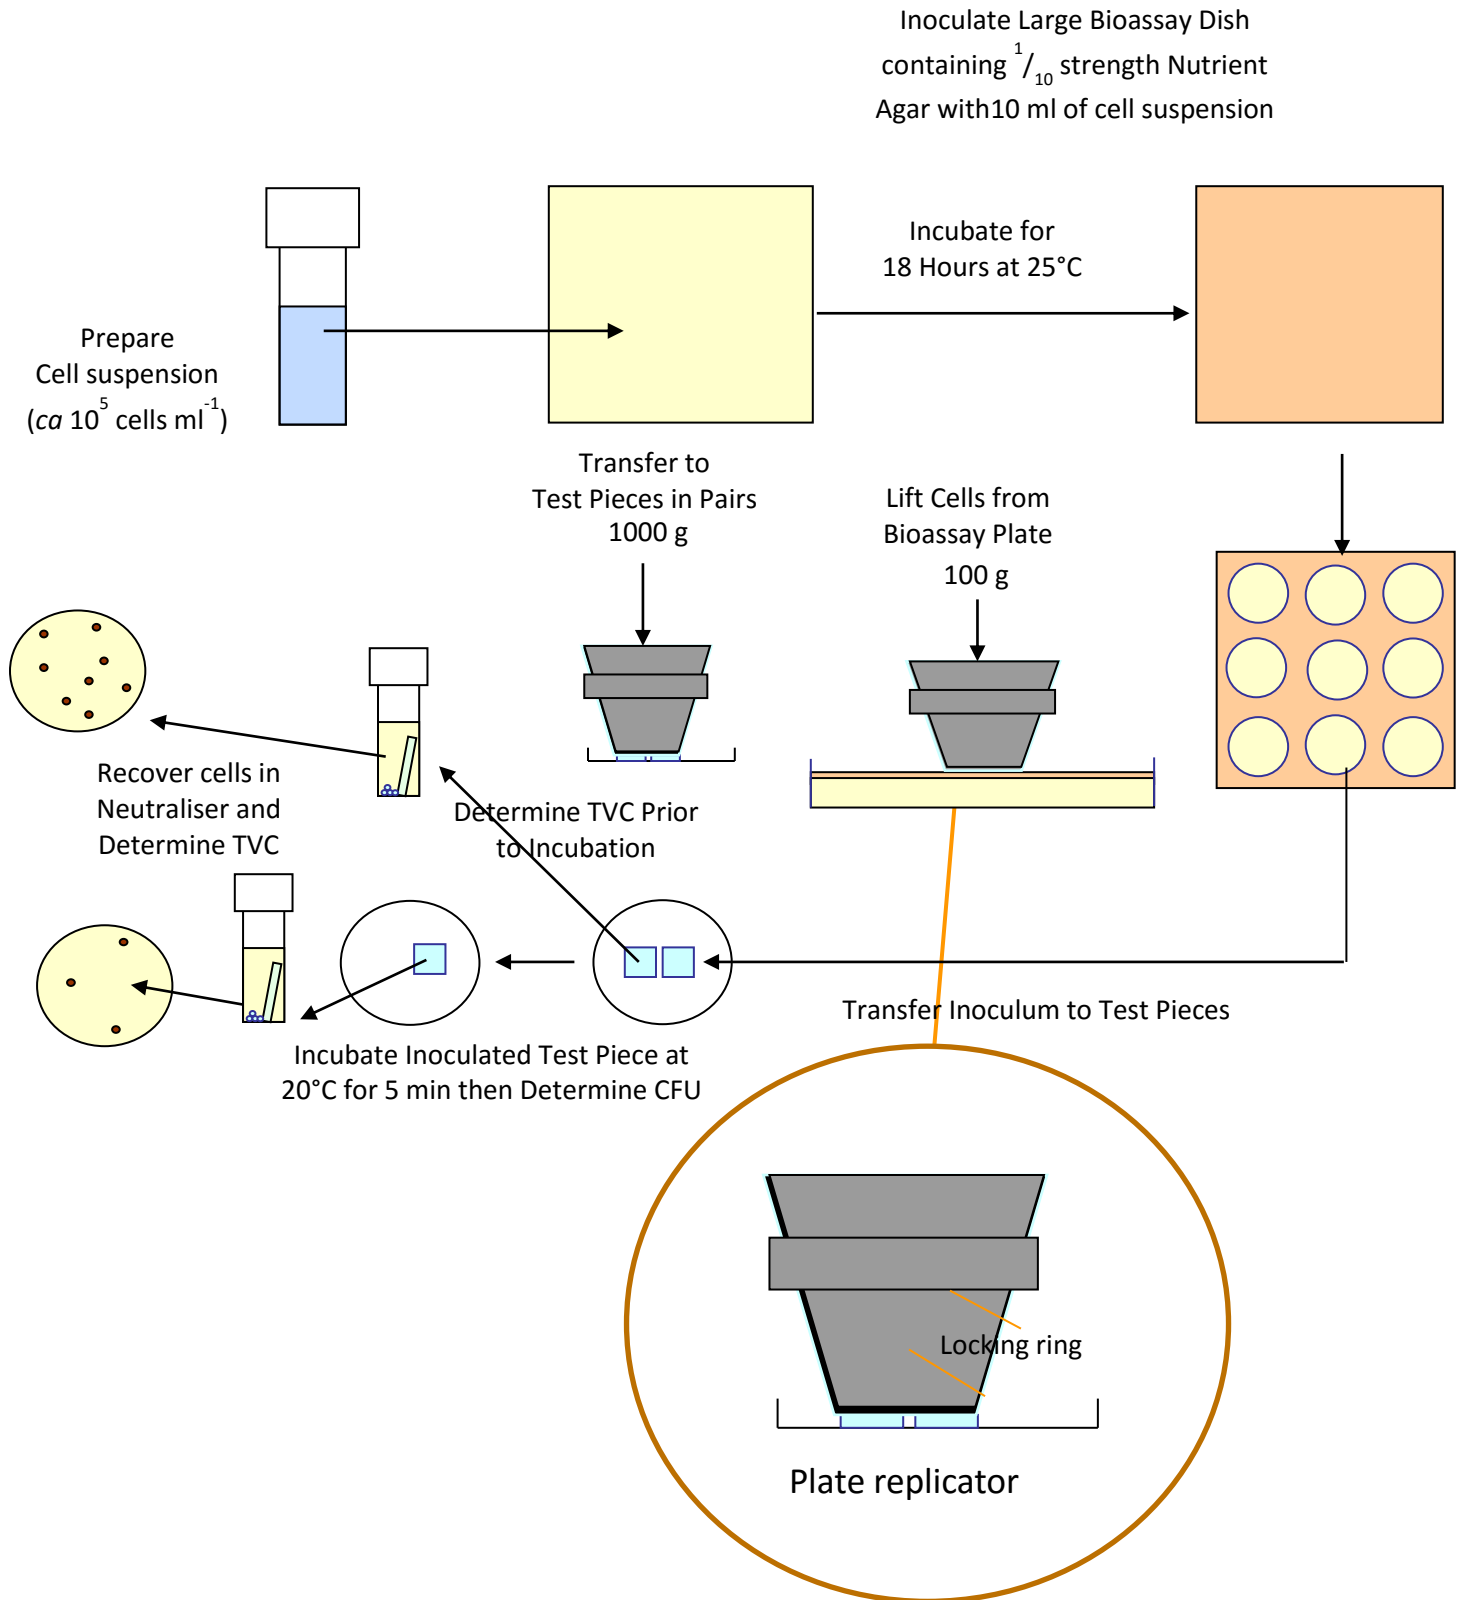 Inoculate Large Bioassay Dish
containing 1/10 strength Nutrient
Agar with10 ml of cell suspension
Incubate for
18 Hours at 25°C
Prepare
Cell suspension
(ca 10^5 cells ml^-1)
Transfer to
Test Pieces in Pairs
1000 g
Lift Cells from
Bioassay Plate
100 g
Recover cells in
Neutraliser and
Determine TVC
Determine TVC Prior
to Incubation
Transfer Inoculum to Test Pieces
Incubate Inoculated Test Piece at
20°C for 5 min then Determine CFU
Locking ring
Plate replicator